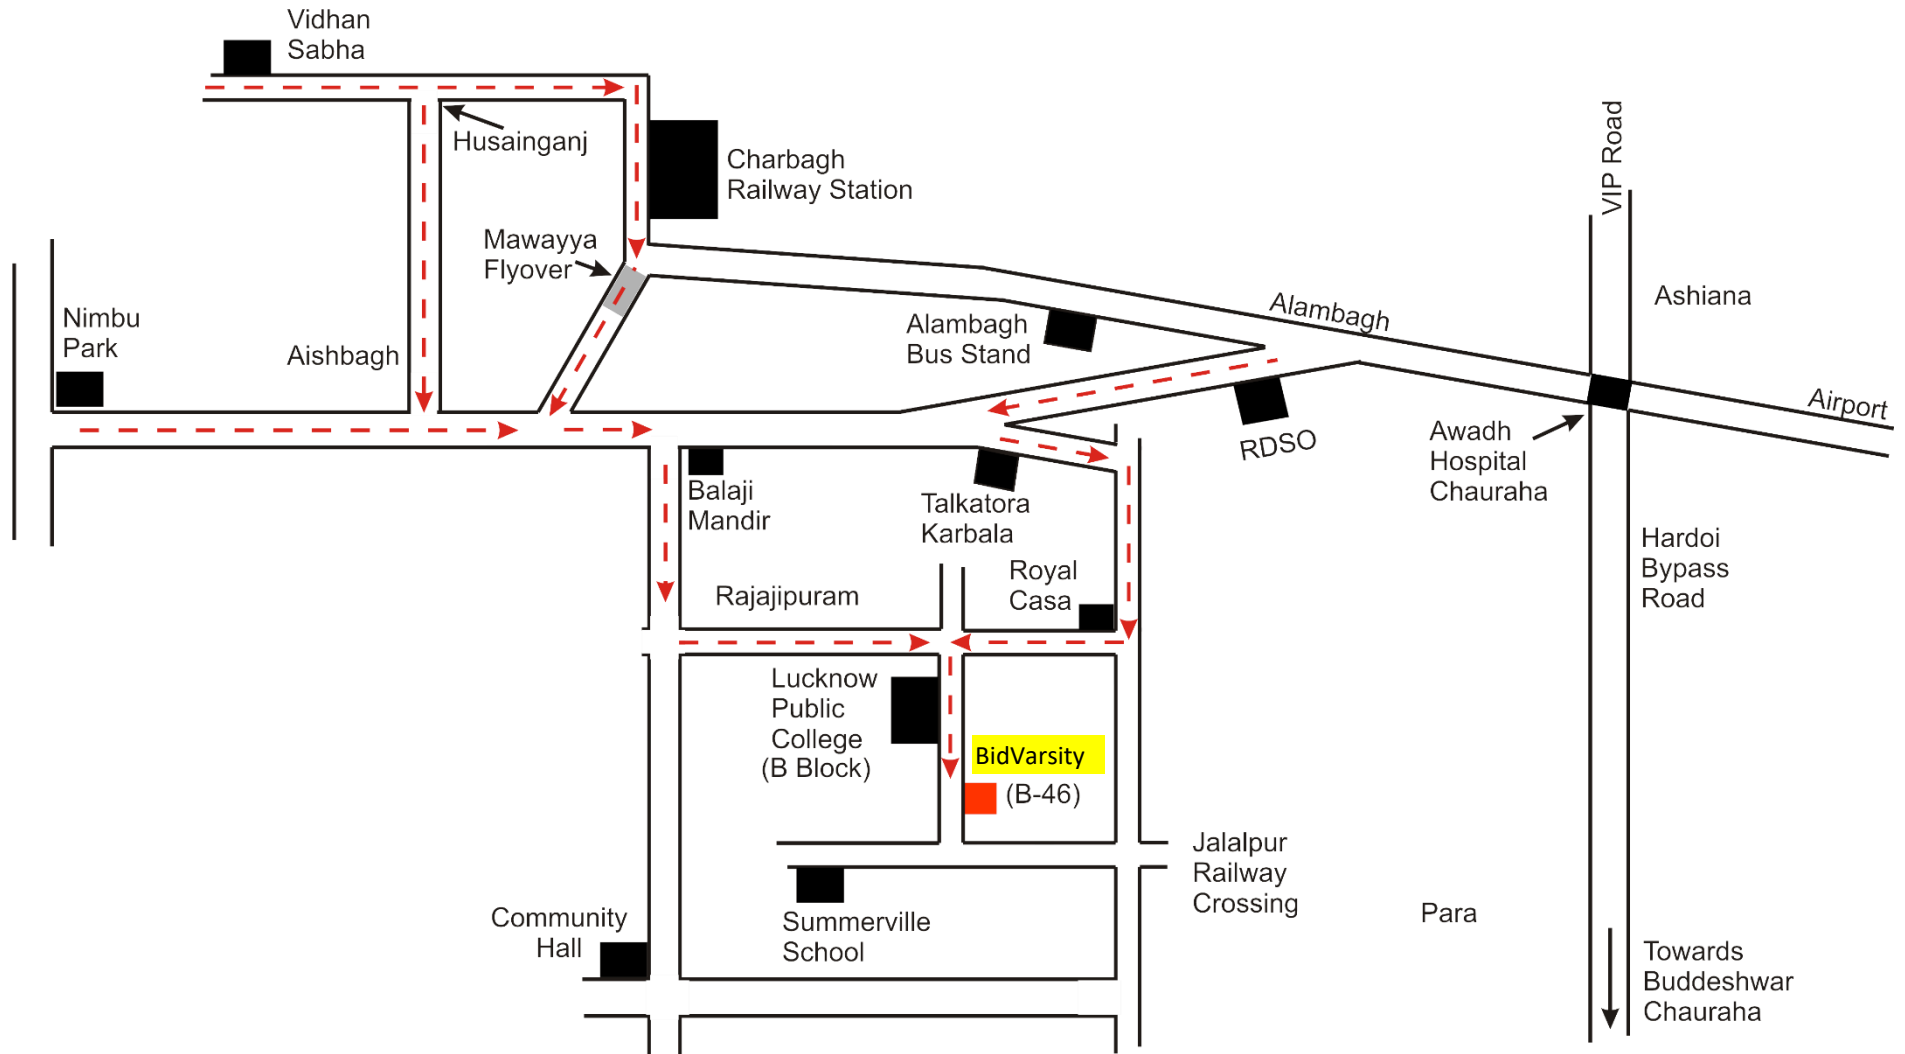 Vidhan
Sabha
Husainganj
Charbagh
Railway Station
VIP Road
Mawayya
Flyover
Ashiana
Nimbu
Park
Aishbagh
Alambagh
Bus Stand
Alambagh
Airport
RDSO
Awadh
Hospital
Chauraha
Balaji
Mandir
Talkatora
Karbala
Hardoi
Bypass
Road
Royal
Casa
Rajajipuram
Lucknow
Public
College
(B Block)
BidVarsity
(B-46)
Jalalpur
Railway
Crossing
Community
Hall
Summerville
School
Para
Towards
Buddeshwar
Chauraha